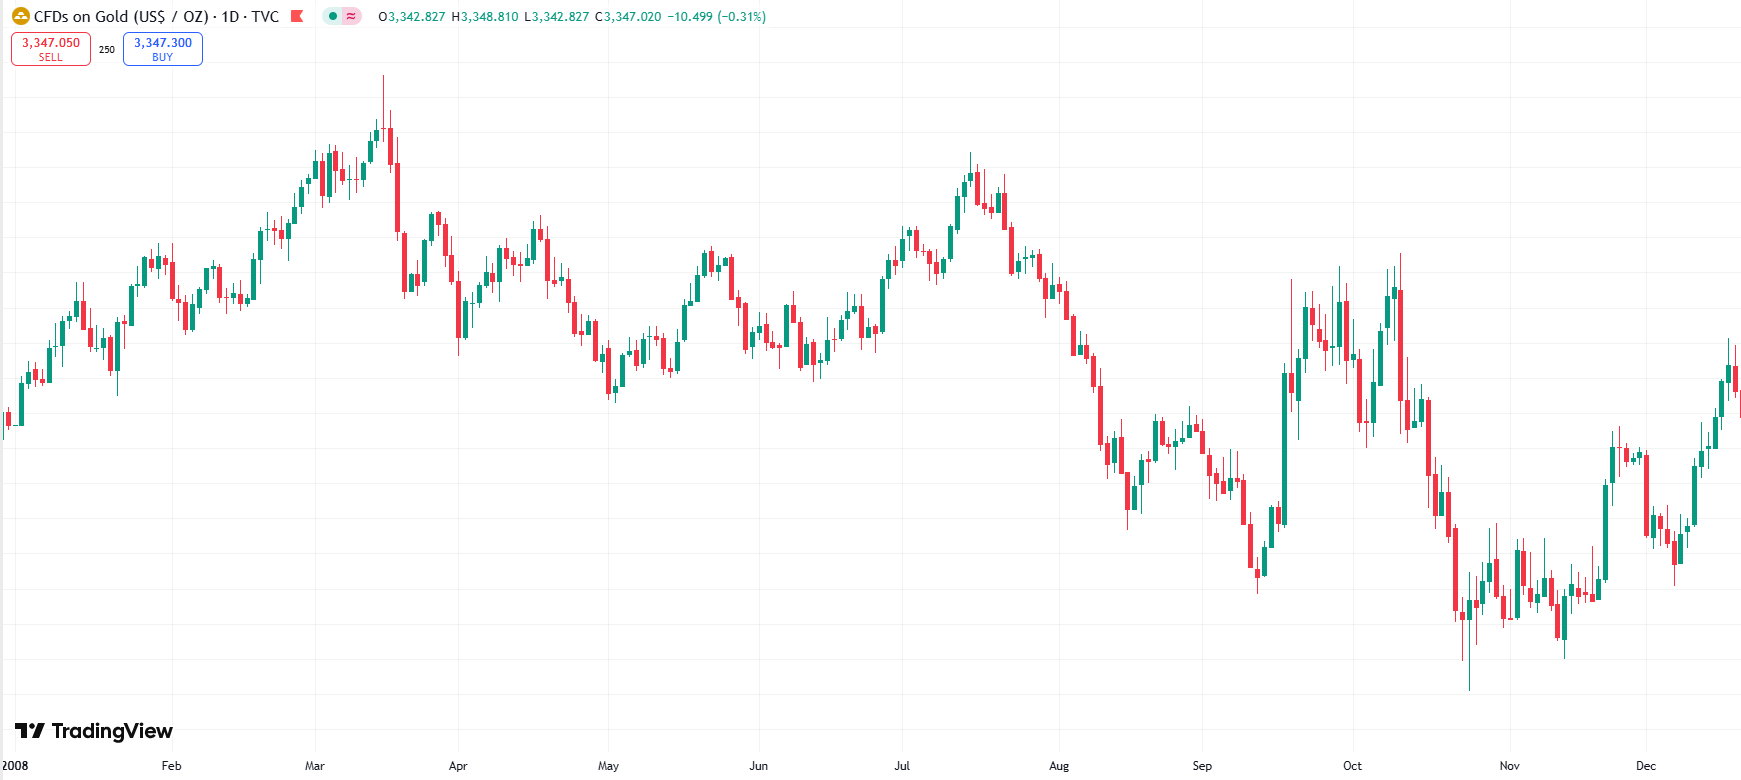 CFDs on Gold (US$ / OZ) · 1D · TVC O3,342.827 H3,348.810 L3,342.827 C3,347.020 −10.499 (−0.31%)
3,347.050 250 3,347.300
SELL BUY
TradingView
2008 Feb Mar Apr May Jun Jul Aug Sep Oct Nov Dec